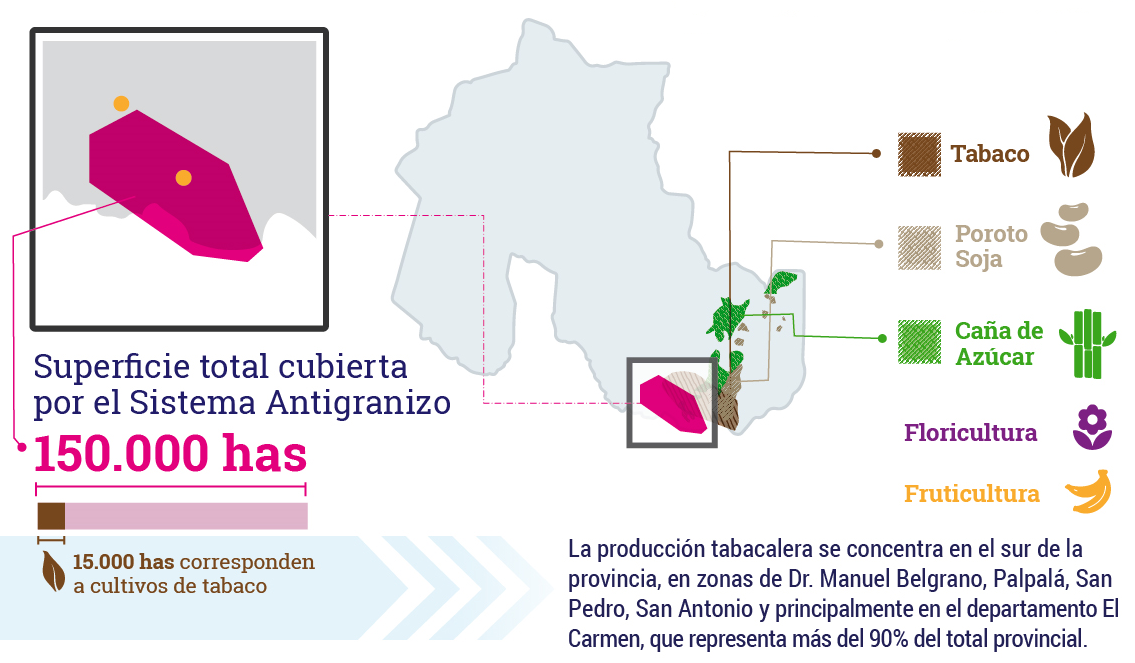 Tabaco
Poroto
Soja
Caña de
Azúcar
Floricultura
Fruticultura
Superficie total cubierta
por el Sistema Antigranizo
150.000 has
15.000 has corresponden
a cultivos de tabaco
La producción tabacalera se concentra en el sur de la
provincia, en zonas de Dr. Manuel Belgrano, Palpalá, San
Pedro, San Antonio y principalmente en el departamento El
Carmen, que representa más del 90% del total provincial.